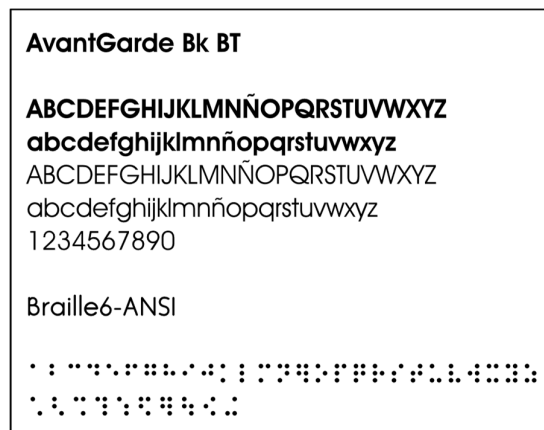 AvantGarde Bk BT
ABCDEFGHIJKLMNÑOPQRSTUVWXYZ
abcdefghijklmnñopqrstuvwxyz
ABCDEFGHIJKLMNÑOPQRSTUVWXYZ
abcdefghijklmnñopqrstuvwxyz
1234567890
Braille6-ANSI